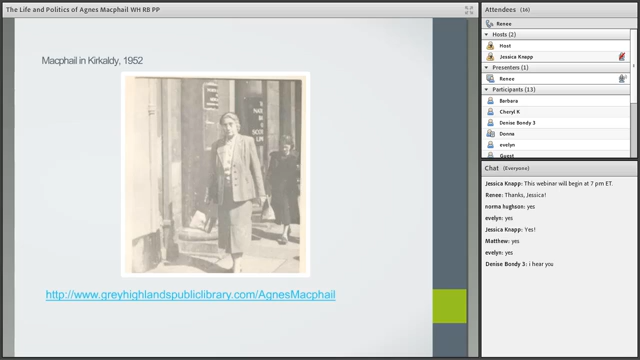 The Life and Politics of Agnes Macphail WH RB PP
Macphail in Kirkaldy, 1952
http://www.greyhighlandspubliclibrary.com/AgnesMacphail
Attendees (16)
Renee
Hosts (2)
Host
Jessica Knapp
Presenters (1)
Renee
Participants (13)
Barbara
Cheryl K
Denise Bondy 3
Donna
evelyn
Guest
Chat (Everyone)
Jessica Knapp: This webinar will begin at 7 pm ET.
Renee: Thanks, Jessica!
norma hughson: yes
evelyn: yes
Jessica Knapp: Yes!
Matthew: yes
evelyn: yes
Denise Bondy 3: i hear you